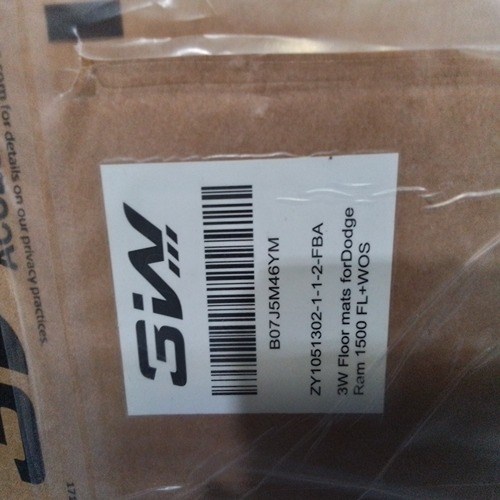 3W
B07J5M46YM
ZY1051302-1-1-2-FBA
3W Floor mats forDodge
Ram 1500 FL+WOS
for details on our privacy practices.